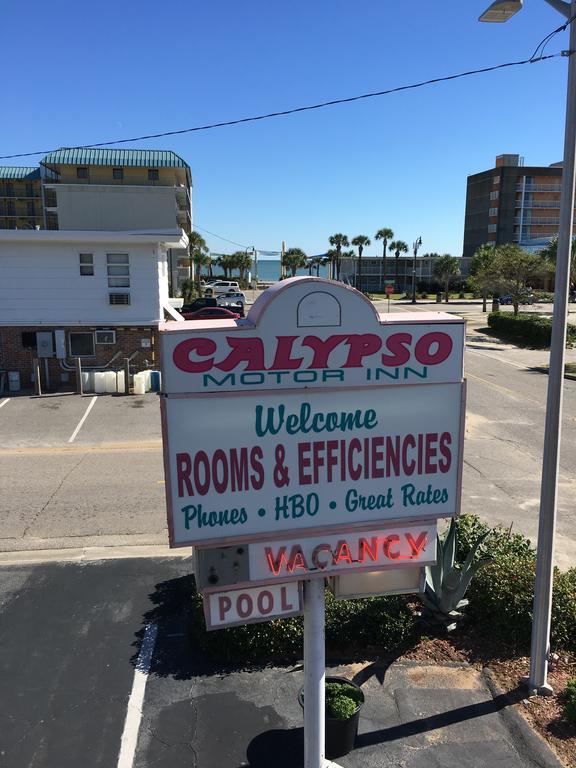 CALYPSO
MOTOR INN
Welcome
ROOMS & EFFICIENCIES
Phones • HBO • Great Rates
VACANCY
POOL